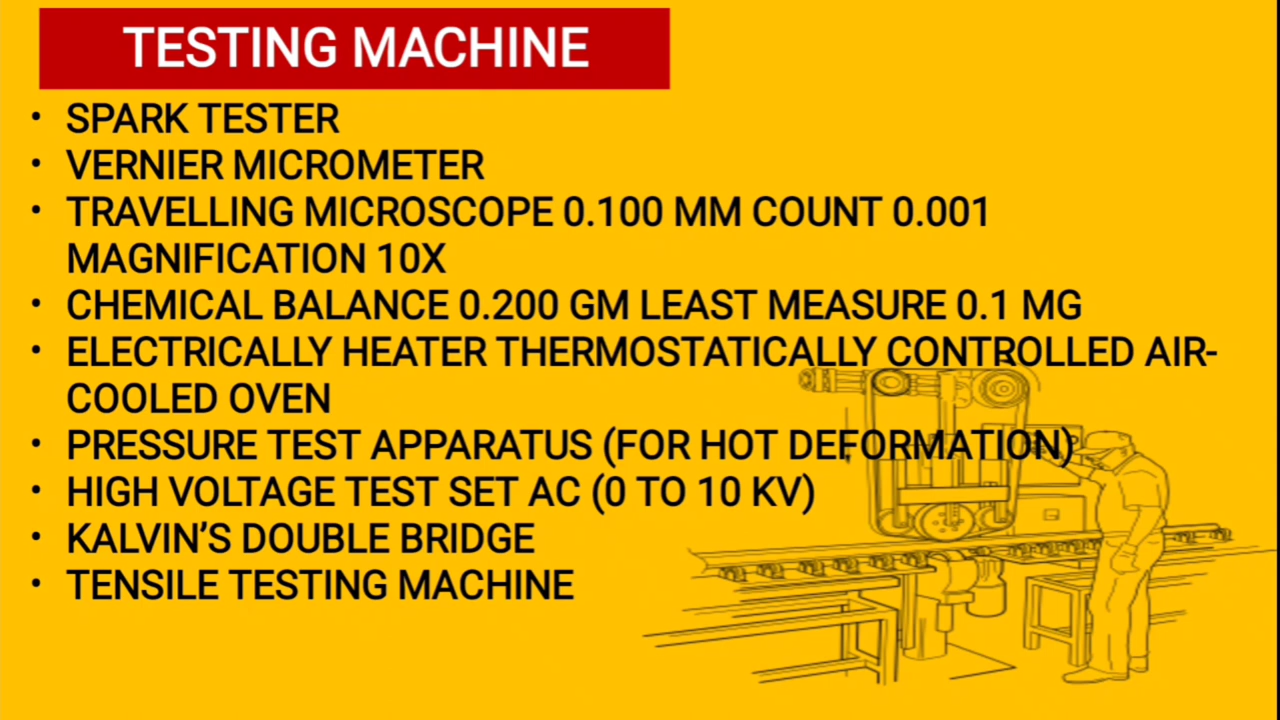 TESTING MACHINE
• SPARK TESTER
• VERNIER MICROMETER
• TRAVELLING MICROSCOPE 0.100 MM COUNT 0.001
MAGNIFICATION 10X
• CHEMICAL BALANCE 0.200 GM LEAST MEASURE 0.1 MG
• ELECTRICALLY HEATER THERMOSTATICALLY CONTROLLED AIR-
COOLED OVEN
• PRESSURE TEST APPARATUS (FOR HOT DEFORMATION)
• HIGH VOLTAGE TEST SET AC (0 TO 10 KV)
• KALVIN’S DOUBLE BRIDGE
• TENSILE TESTING MACHINE